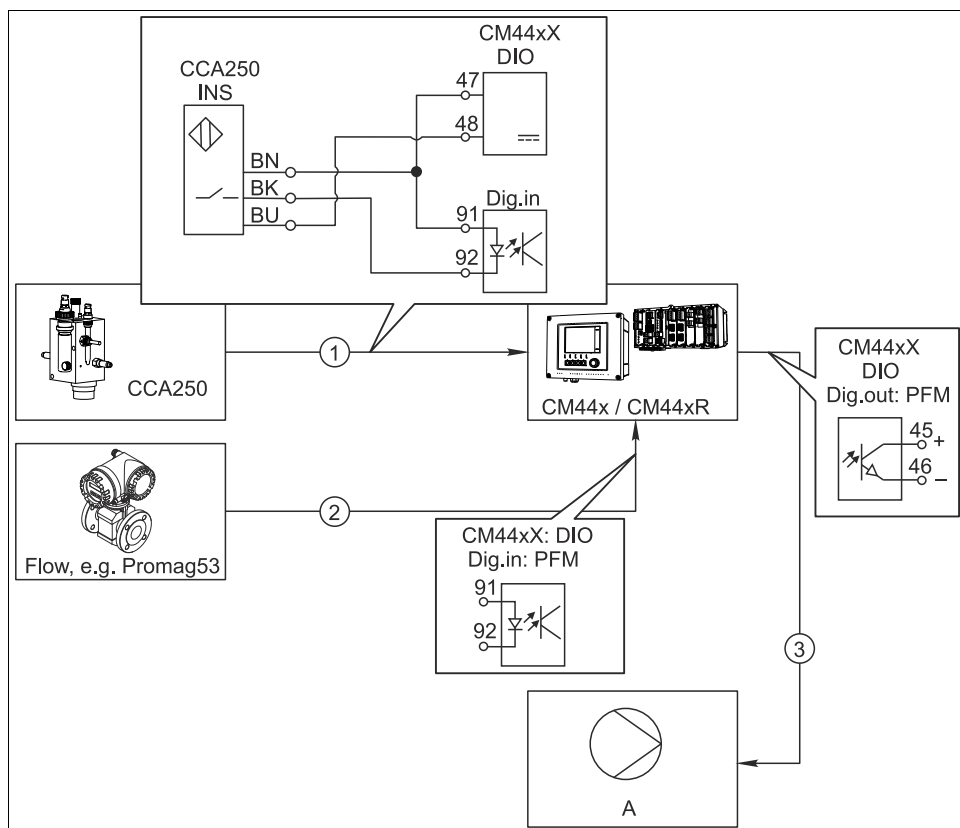 CM44xX
DIO
CCA250
INS
47
48
BN
BK
BU
Dig.in
91
92
CCA250
1
CM44x / CM44xR
CM44xX
DIO
Dig.out: PFM
45
+
46
–
Flow, e.g. Promag53
2
CM44xX: DIO
Dig.in: PFM
91
92
3
A